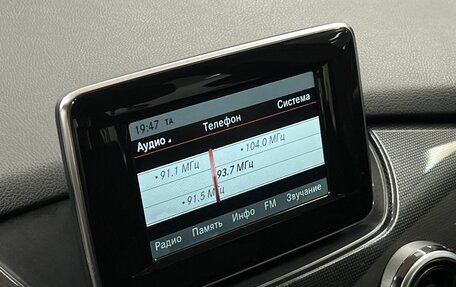 19:47 TA
Аудио Телефон Система
• 91.1 МГц • 104.0 МГц
93.7 МГц
• 91.5 МГц
Радио Память Инфо FM Звучание